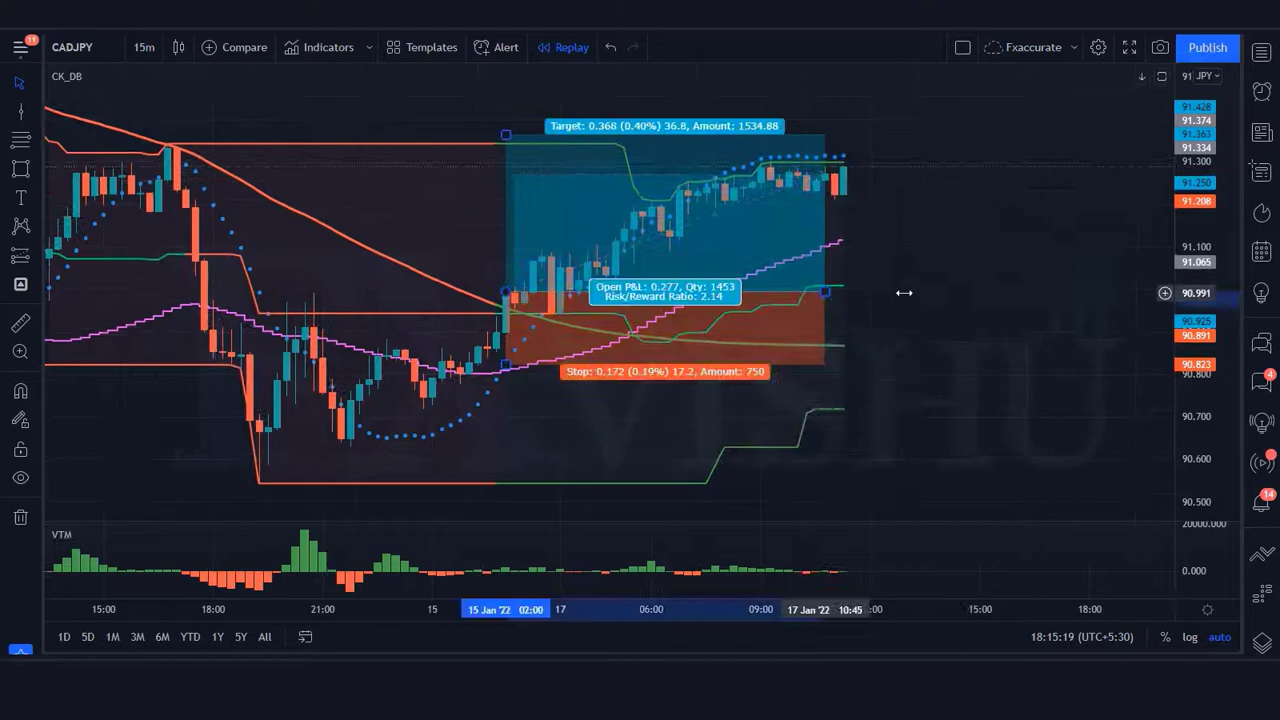 11
CADJPY 15m Compare Indicators Templates Alert Replay Fxaccurate Publish
CK_DB
91 JPY
Target: 0.368 (0.40%) 36.8, Amount: 1534.88
91.428
91.374
91.363
91.334
91.300
91.250
91.208
91.100
91.065
Open P&L: 0.277, Qty: 1453
Risk/Reward Ratio: 2.14
90.991
90.925
90.891
90.823
Stop: 0.172 (0.19%) 17.2, Amount: 750
90.800
4
90.700
90.600
90.500
14
VTM
20000.000
0.000
15:00 18:00 21:00 15 15 Jan '22 02:00 17 06:00 09:00 17 Jan '22 10:45 :00 15:00 18:00
1D 5D 1M 3M 6M YTD 1Y 5Y All 18:15:19 (UTC+5:30) % log auto